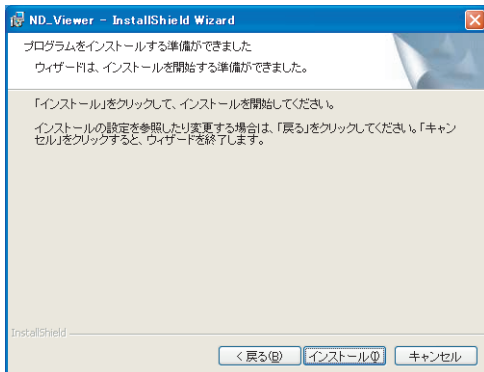 ND_Viewer - InstallShield Wizard
プログラムをインストールする準備ができました
ウィザードは、インストールを開始する準備ができました。
「インストール」をクリックして、インストールを開始してください。
インストールの設定を参照したり変更する場合は、「戻る」をクリックしてください。「キャン
セル」をクリックすると、ウィザードを終了します。
InstallShield
< 戻る(B) インストール(I) キャンセル